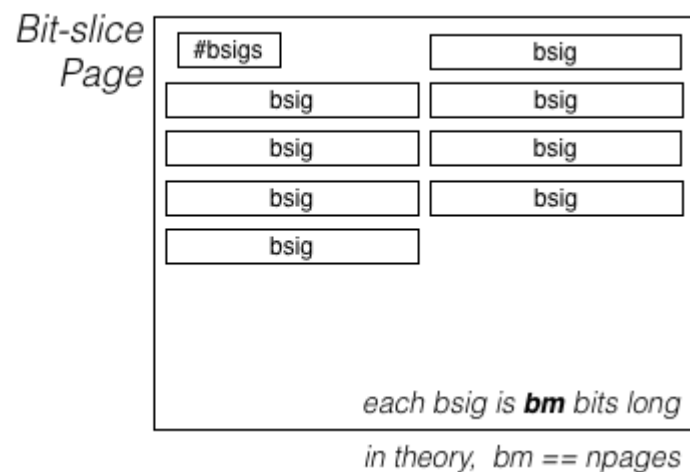 Bit-slice
Page
#bsigs
bsig
bsig
bsig
bsig
bsig
bsig
bsig
bsig
each bsig is bm bits long
in theory, bm == npages